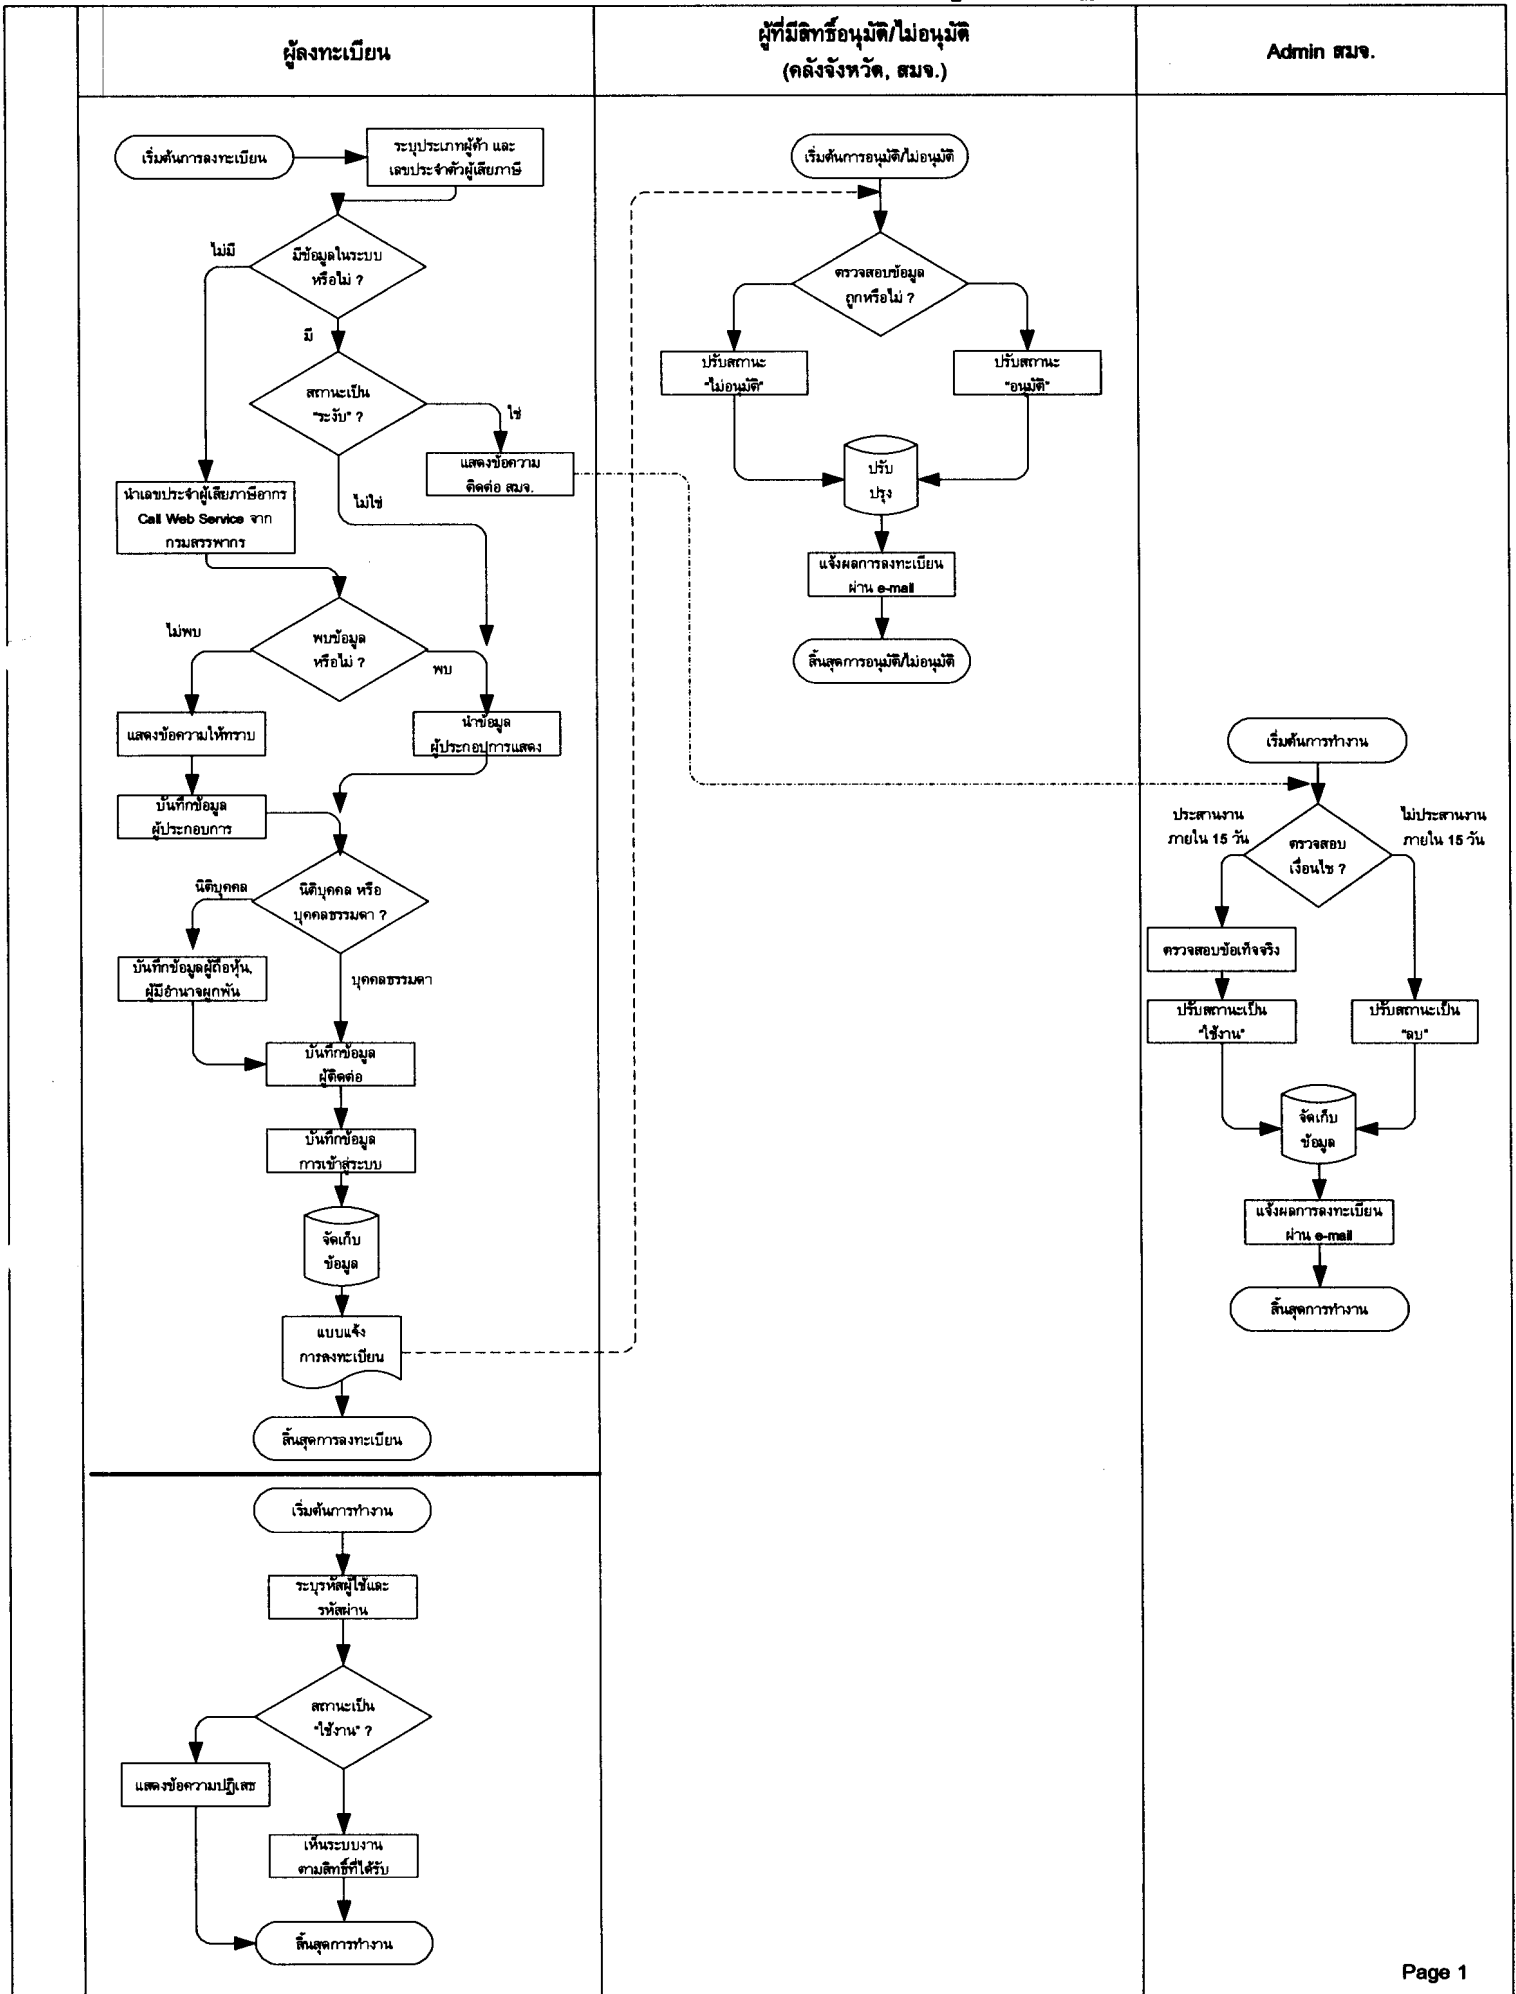 ผู้ลงทะเบียน
ผู้ที่มีสิทธิ์อนุมัติ/ไม่อนุมัติ
(คลังจังหวัด, สมจ.)
Admin สมจ.
เริ่มต้นการลงทะเบียน
ระบุประเภทผู้ค้า และ
เลขประจำตัวผู้เสียภาษี
ไม่มี
มีข้อมูลในระบบ
หรือไม่ ?
มี
สถานะเป็น
"ระงับ" ?
ใช่
แสดงข้อความ
ติดต่อ สมจ.
ไม่ใช่
นำเลขประจำผู้เสียภาษีอากร
Call Web Service จาก
กรมสรรพากร
ไม่พบ
พบข้อมูล
หรือไม่ ?
พบ
แสดงข้อความให้ทราบ
นำข้อมูล
ผู้ประกอบการแสดง
บันทึกข้อมูล
ผู้ประกอบการ
นิติบุคคล
นิติบุคคล หรือ
บุคคลธรรมดา ?
บันทึกข้อมูลผู้ถือหุ้น,
ผู้มีอำนาจผูกพัน
บุคคลธรรมดา
บันทึกข้อมูล
ผู้ติดต่อ
บันทึกข้อมูล
การเข้าสู่ระบบ
จัดเก็บ
ข้อมูล
แบบแจ้ง
การลงทะเบียน
สิ้นสุดการลงทะเบียน
เริ่มต้นการทำงาน
ระบุรหัสผู้ใช้และ
รหัสผ่าน
สถานะเป็น
"ใช้งาน" ?
แสดงข้อความปฏิเสธ
เห็นระบบงาน
ตามสิทธิ์ที่ได้รับ
สิ้นสุดการทำงาน
เริ่มต้นการอนุมัติ/ไม่อนุมัติ
ตรวจสอบข้อมูล
ถูกหรือไม่ ?
ปรับสถานะ
"ไม่อนุมัติ"
ปรับสถานะ
"อนุมัติ"
ปรับ
ปรุง
แจ้งผลการลงทะเบียน
ผ่าน e-mail
สิ้นสุดการอนุมัติ/ไม่อนุมัติ
เริ่มต้นการทำงาน
ประสานงาน
ภายใน 15 วัน
ไม่ประสานงาน
ภายใน 15 วัน
ตรวจสอบ
เงื่อนไข ?
ตรวจสอบข้อเท็จจริง
ปรับสถานะเป็น
"ใช้งาน"
ปรับสถานะเป็น
"ลบ"
จัดเก็บ
ข้อมูล
แจ้งผลการลงทะเบียน
ผ่าน e-mail
สิ้นสุดการทำงาน
Page 1